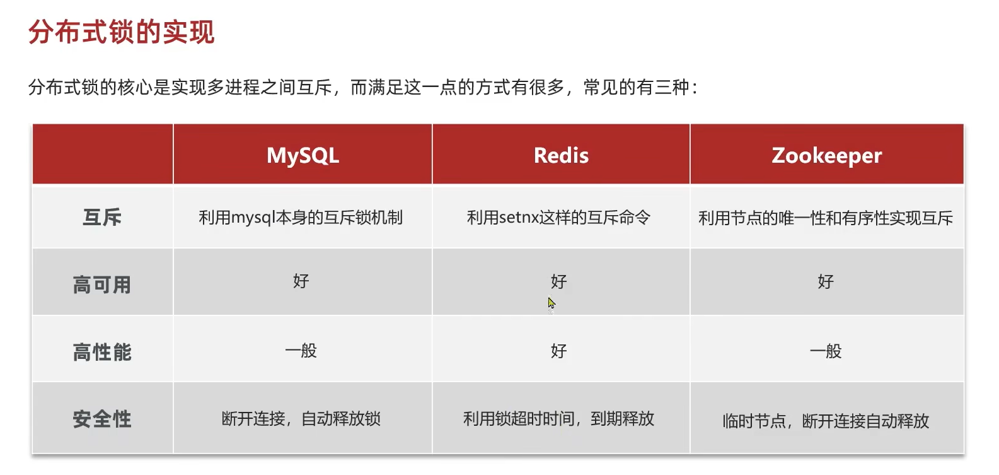 分布式锁的实现
分布式锁的核心是实现多进程之间互斥，而满足这一点的方式有很多，常见的有三种：
MySQL Redis Zookeeper
互斥 利用mysql本身的互斥锁机制 利用setnx这样的互斥命令 利用节点的唯一性和有序性实现互斥
高可用 好 好 好
高性能 一般 好 一般
安全性 断开连接，自动释放锁 利用锁超时时间，到期释放 临时节点，断开连接自动释放